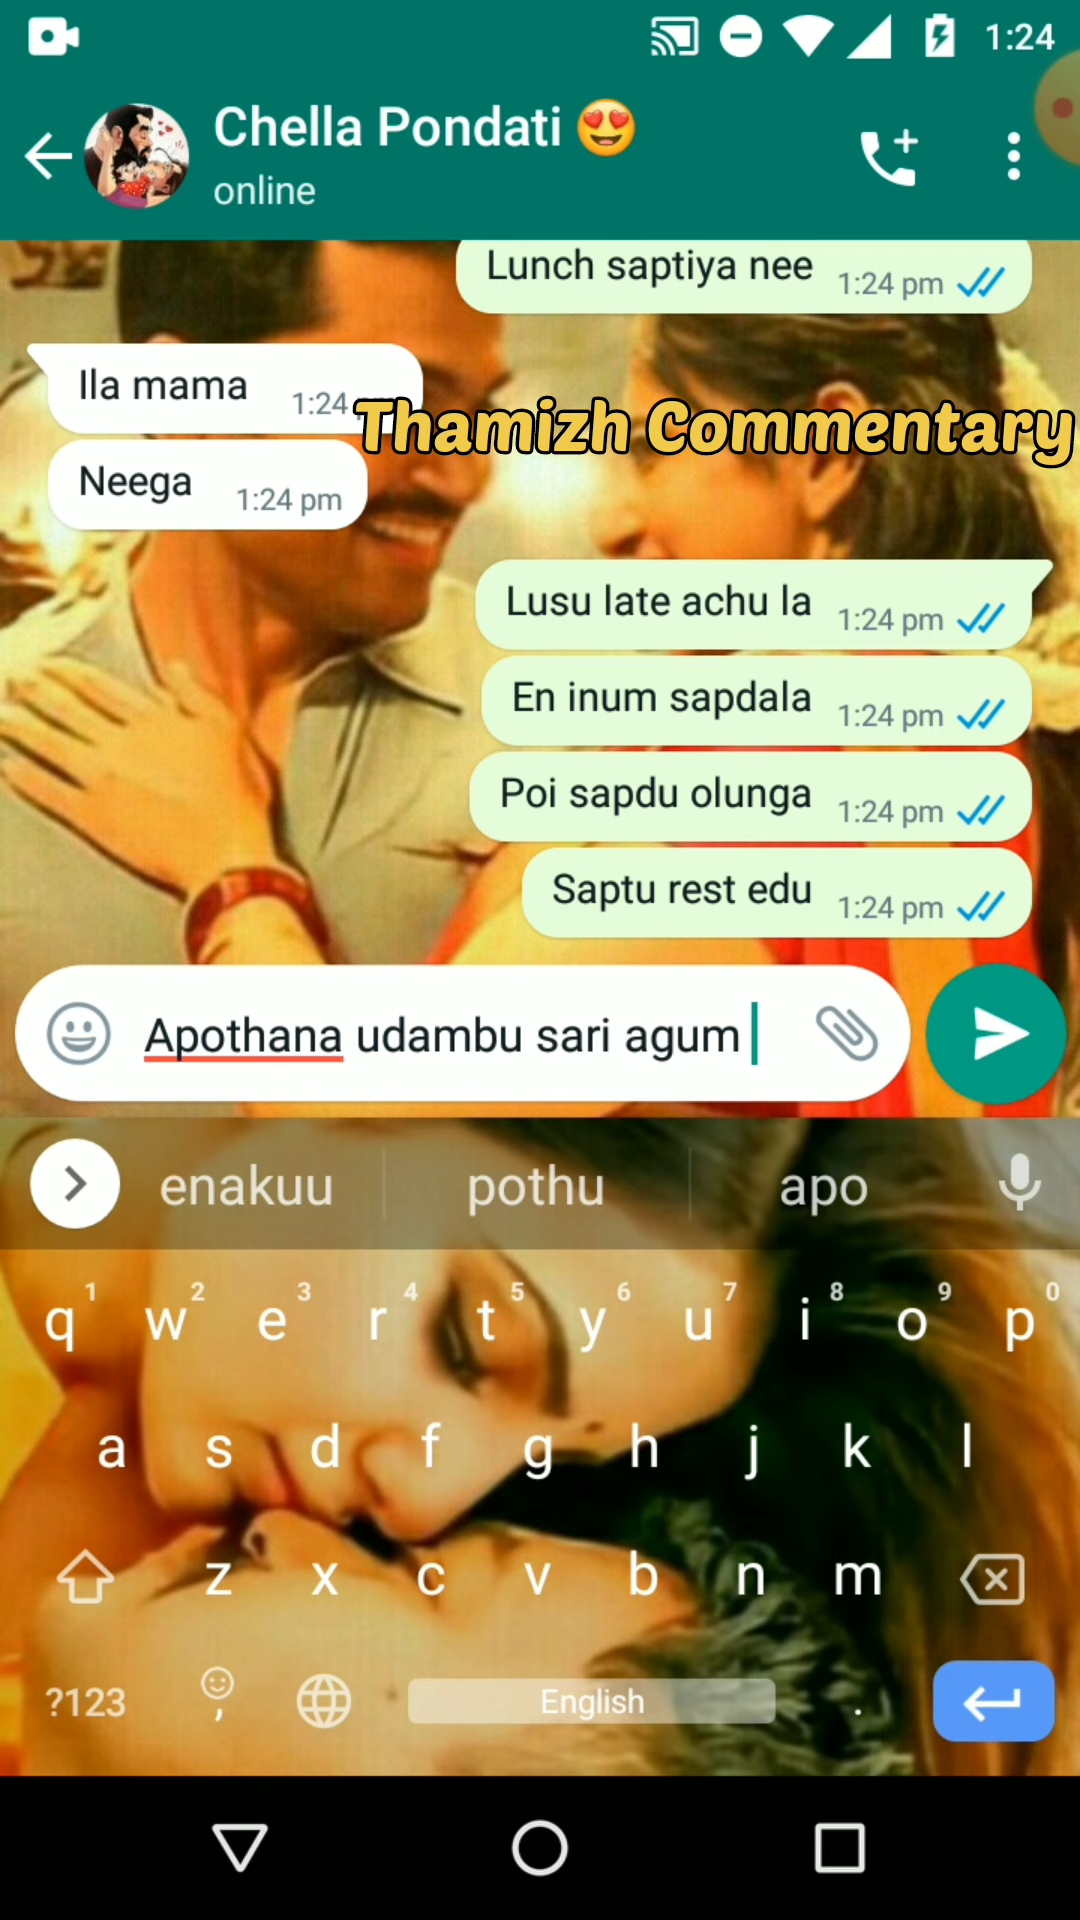 1:24
Chella Pondati 😍
online
Lunch saptiya nee 1:24 pm
Ila mama 1:24
Thamizh Commentary
Neega 1:24 pm
Lusu late achu la 1:24 pm
En inum sapdala 1:24 pm
Poi sapdu olunga 1:24 pm
Saptu rest edu 1:24 pm
Apothana udambu sari agum
enakuu pothu apo
1 2 3 4 5 6 7 8 9 0
q w e r t y u i o p
a s d f g h j k l
z x c v b n m
?123 , English .